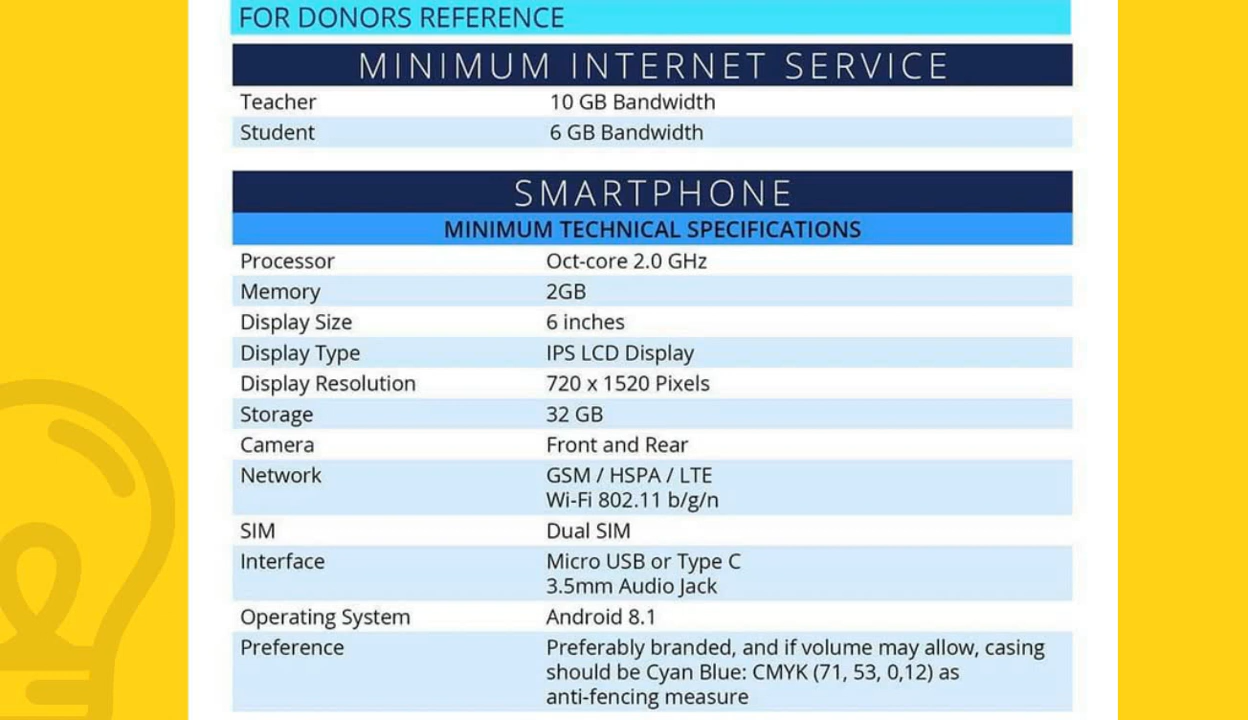 FOR DONORS REFERENCE
MINIMUM INTERNET SERVICE
Teacher 10 GB Bandwidth
Student 6 GB Bandwidth
SMARTPHONE
MINIMUM TECHNICAL SPECIFICATIONS
Processor Oct-core 2.0 GHz
Memory 2GB
Display Size 6 inches
Display Type IPS LCD Display
Display Resolution 720 x 1520 Pixels
Storage 32 GB
Camera Front and Rear
Network GSM / HSPA / LTE
Wi-Fi 802.11 b/g/n
SIM Dual SIM
Interface Micro USB or Type C
3.5mm Audio Jack
Operating System Android 8.1
Preference Preferably branded, and if volume may allow, casing
should be Cyan Blue: CMYK (71, 53, 0,12) as
anti-fencing measure